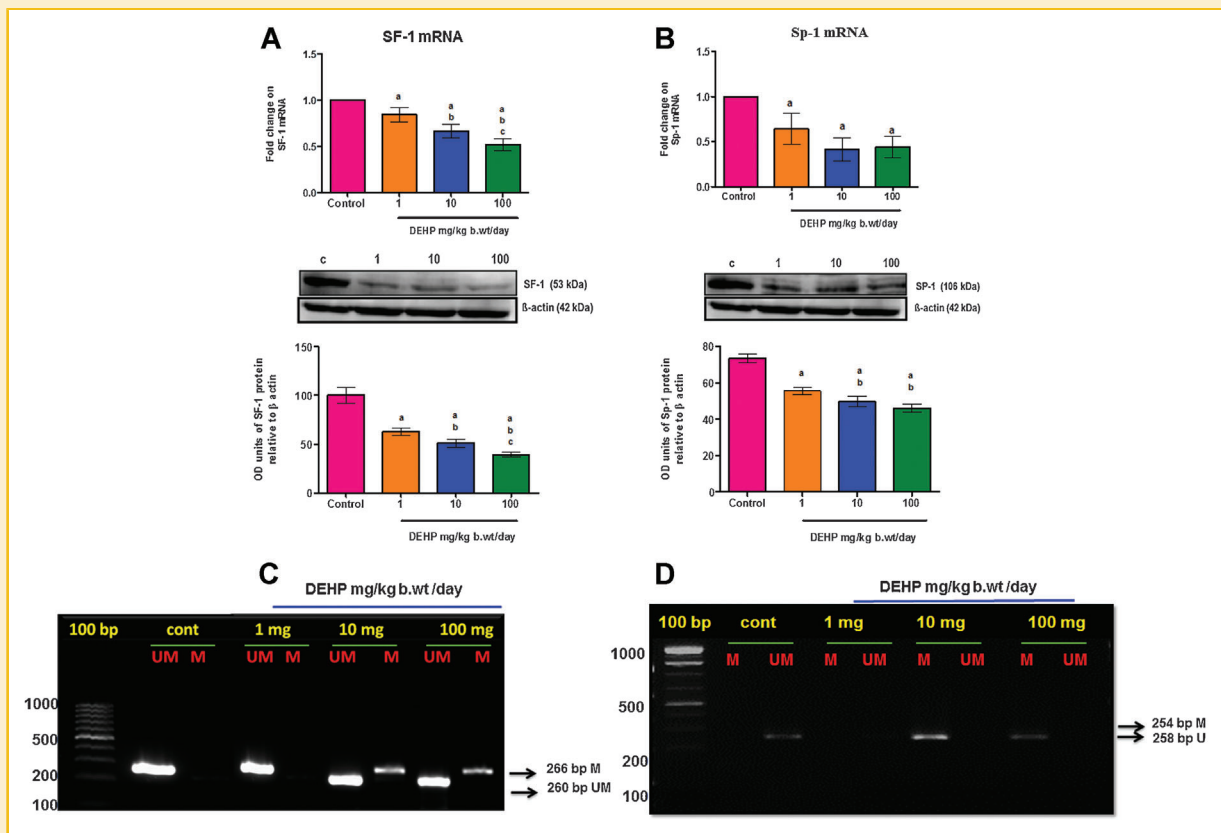 A
SF-1 mRNA
Fold change on
SF-1 mRNA
1.5
1.0
0.5
0.0
a
a
b
a
b
c
Control
1
10
100
DEHP mg/kg b.wt/day
c 1 10 100
SF-1 (53 kDa)
ß-actin (42 kDa)
OD units of SF-1 protein
relative to β actin
150
100
50
0
a
a
b
a
b
c
Control
1
10
100
DEHP mg/kg b.wt/day
B
Sp-1 mRNA
Fold change on
Sp-1 mRNA
1.5
1.0
0.5
0.0
a
a
a
Control
1
10
100
DEHP mg/kg b.wt/day
c 1 10 100
SP-1 (106 kDa)
ß-actin (42 kDa)
OD units of Sp-1 protein
relative to β actin
80
60
40
20
0
a
a
b
a
b
Control
1
10
100
DEHP mg/kg b.wt/day
C
DEHP mg/kg b.wt/day
100 bp cont 1 mg 10 mg 100 mg
UM M UM M UM M UM M
1000
500
200
100
266 bp M
260 bp UM
D
DEHP mg/kg b.wt/day
100 bp cont 1 mg 10 mg 100 mg
M UM M UM M UM M UM
1000
500
200
100
254 bp M
258 bp U